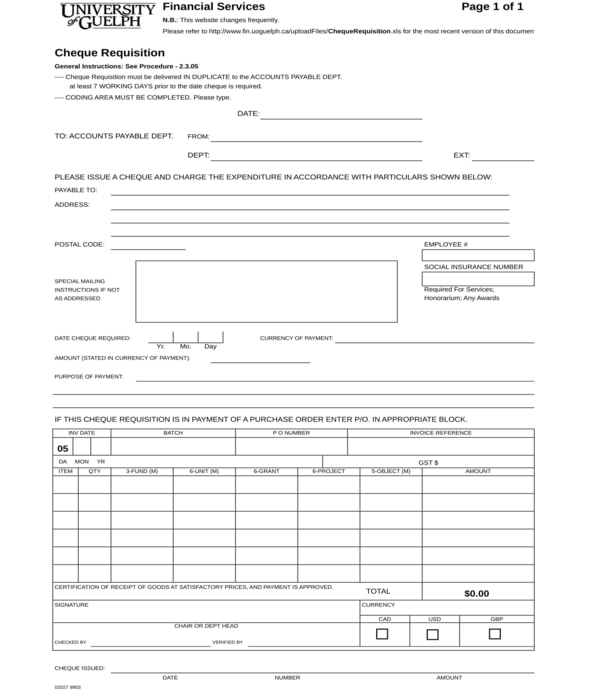 UNIVERSITY
of GUELPH
Financial Services
Page 1 of 1
N.B.: This website changes frequently.
Please refer to http://www.fin.uoguelph.ca/uploadFiles/ChequeRequisition.xls for the most recent version of this documen
Cheque Requisition
General Instructions: See Procedure - 2.3.05
---- Cheque Requisition must be delivered IN DUPLICATE to the ACCOUNTS PAYABLE DEPT.
at least 7 WORKING DAYS prior to the date cheque is required.
---- CODING AREA MUST BE COMPLETED. Please type.
DATE:
TO: ACCOUNTS PAYABLE DEPT. FROM:
DEPT: EXT:
PLEASE ISSUE A CHEQUE AND CHARGE THE EXPENDITURE IN ACCORDANCE WITH PARTICULARS SHOWN BELOW:
PAYABLE TO:
ADDRESS:
POSTAL CODE: EMPLOYEE #
SOCIAL INSURANCE NUMBER
SPECIAL MAILING
INSTRUCTIONS IF NOT
AS ADDRESSED
Required For Services;
Honorarium; Any Awards
DATE CHEQUE REQUIRED: CURRENCY OF PAYMENT:
Yr. Mo. Day
AMOUNT (STATED IN CURRENCY OF PAYMENT):
PURPOSE OF PAYMENT:
IF THIS CHEQUE REQUISITION IS IN PAYMENT OF A PURCHASE ORDER ENTER P/O. IN APPROPRIATE BLOCK.
INV DATE BATCH P O NUMBER INVOICE REFERENCE
05
DA MON YR GST $
ITEM QTY 3-FUND (M) 6-UNIT (M) 6-GRANT 6-PROJECT 5-OBJECT (M) AMOUNT
CERTIFICATION OF RECEIPT OF GOODS AT SATISFACTORY PRICES, AND PAYMENT IS APPROVED. TOTAL $0.00
SIGNATURE CURRENCY
CAD USD GBP
CHAIR OR DEPT HEAD
CHECKED BY VERIFIED BY
CHEQUE ISSUED:
DATE NUMBER AMOUNT
02027 9903